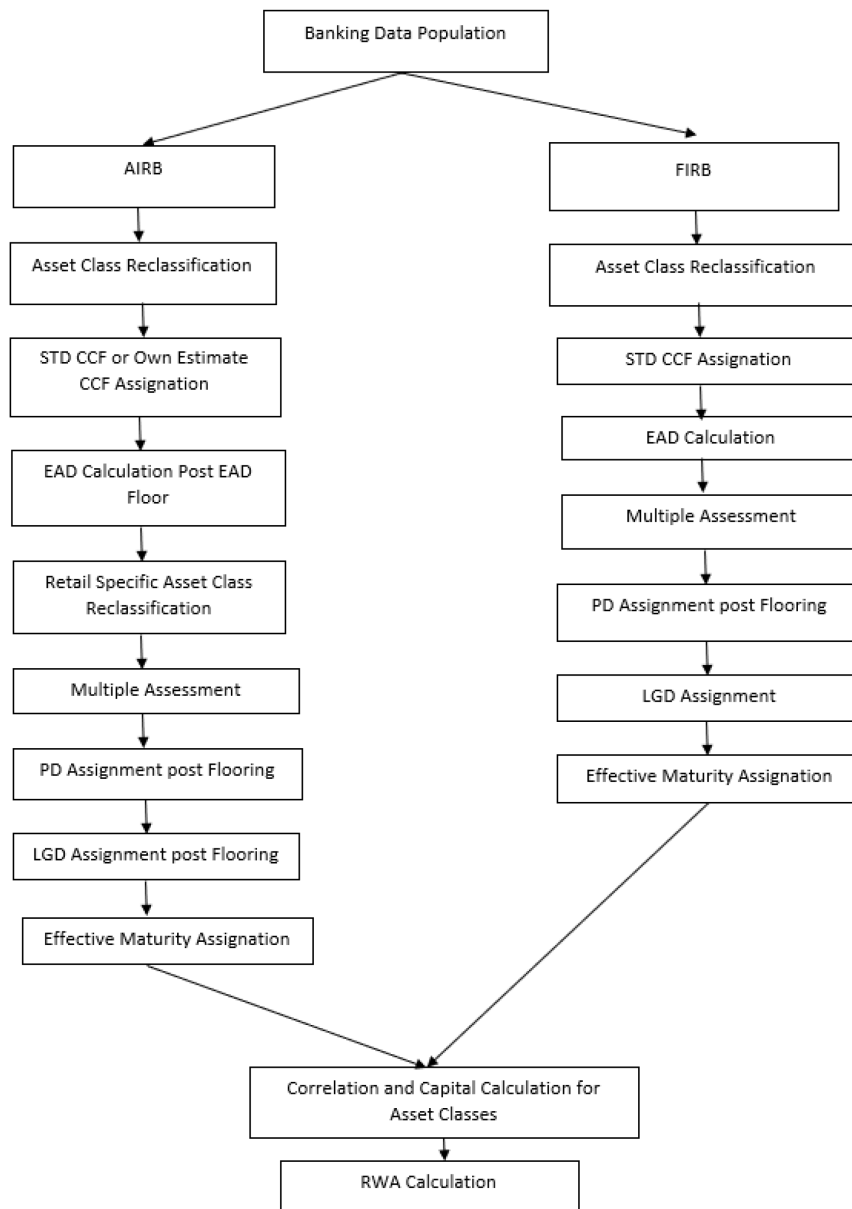 Banking Data Population
AIRB
Asset Class Reclassification
STD CCF or Own Estimate
CCF Assignation
EAD Calculation Post EAD
Floor
Retail Specific Asset Class
Reclassification
Multiple Assessment
PD Assignment post Flooring
LGD Assignment post Flooring
Effective Maturity Assignation
FIRB
Asset Class Reclassification
STD CCF Assignation
EAD Calculation
Multiple Assessment
PD Assignment post Flooring
LGD Assignment
Effective Maturity Assignation
Correlation and Capital Calculation for
Asset Classes
RWA Calculation